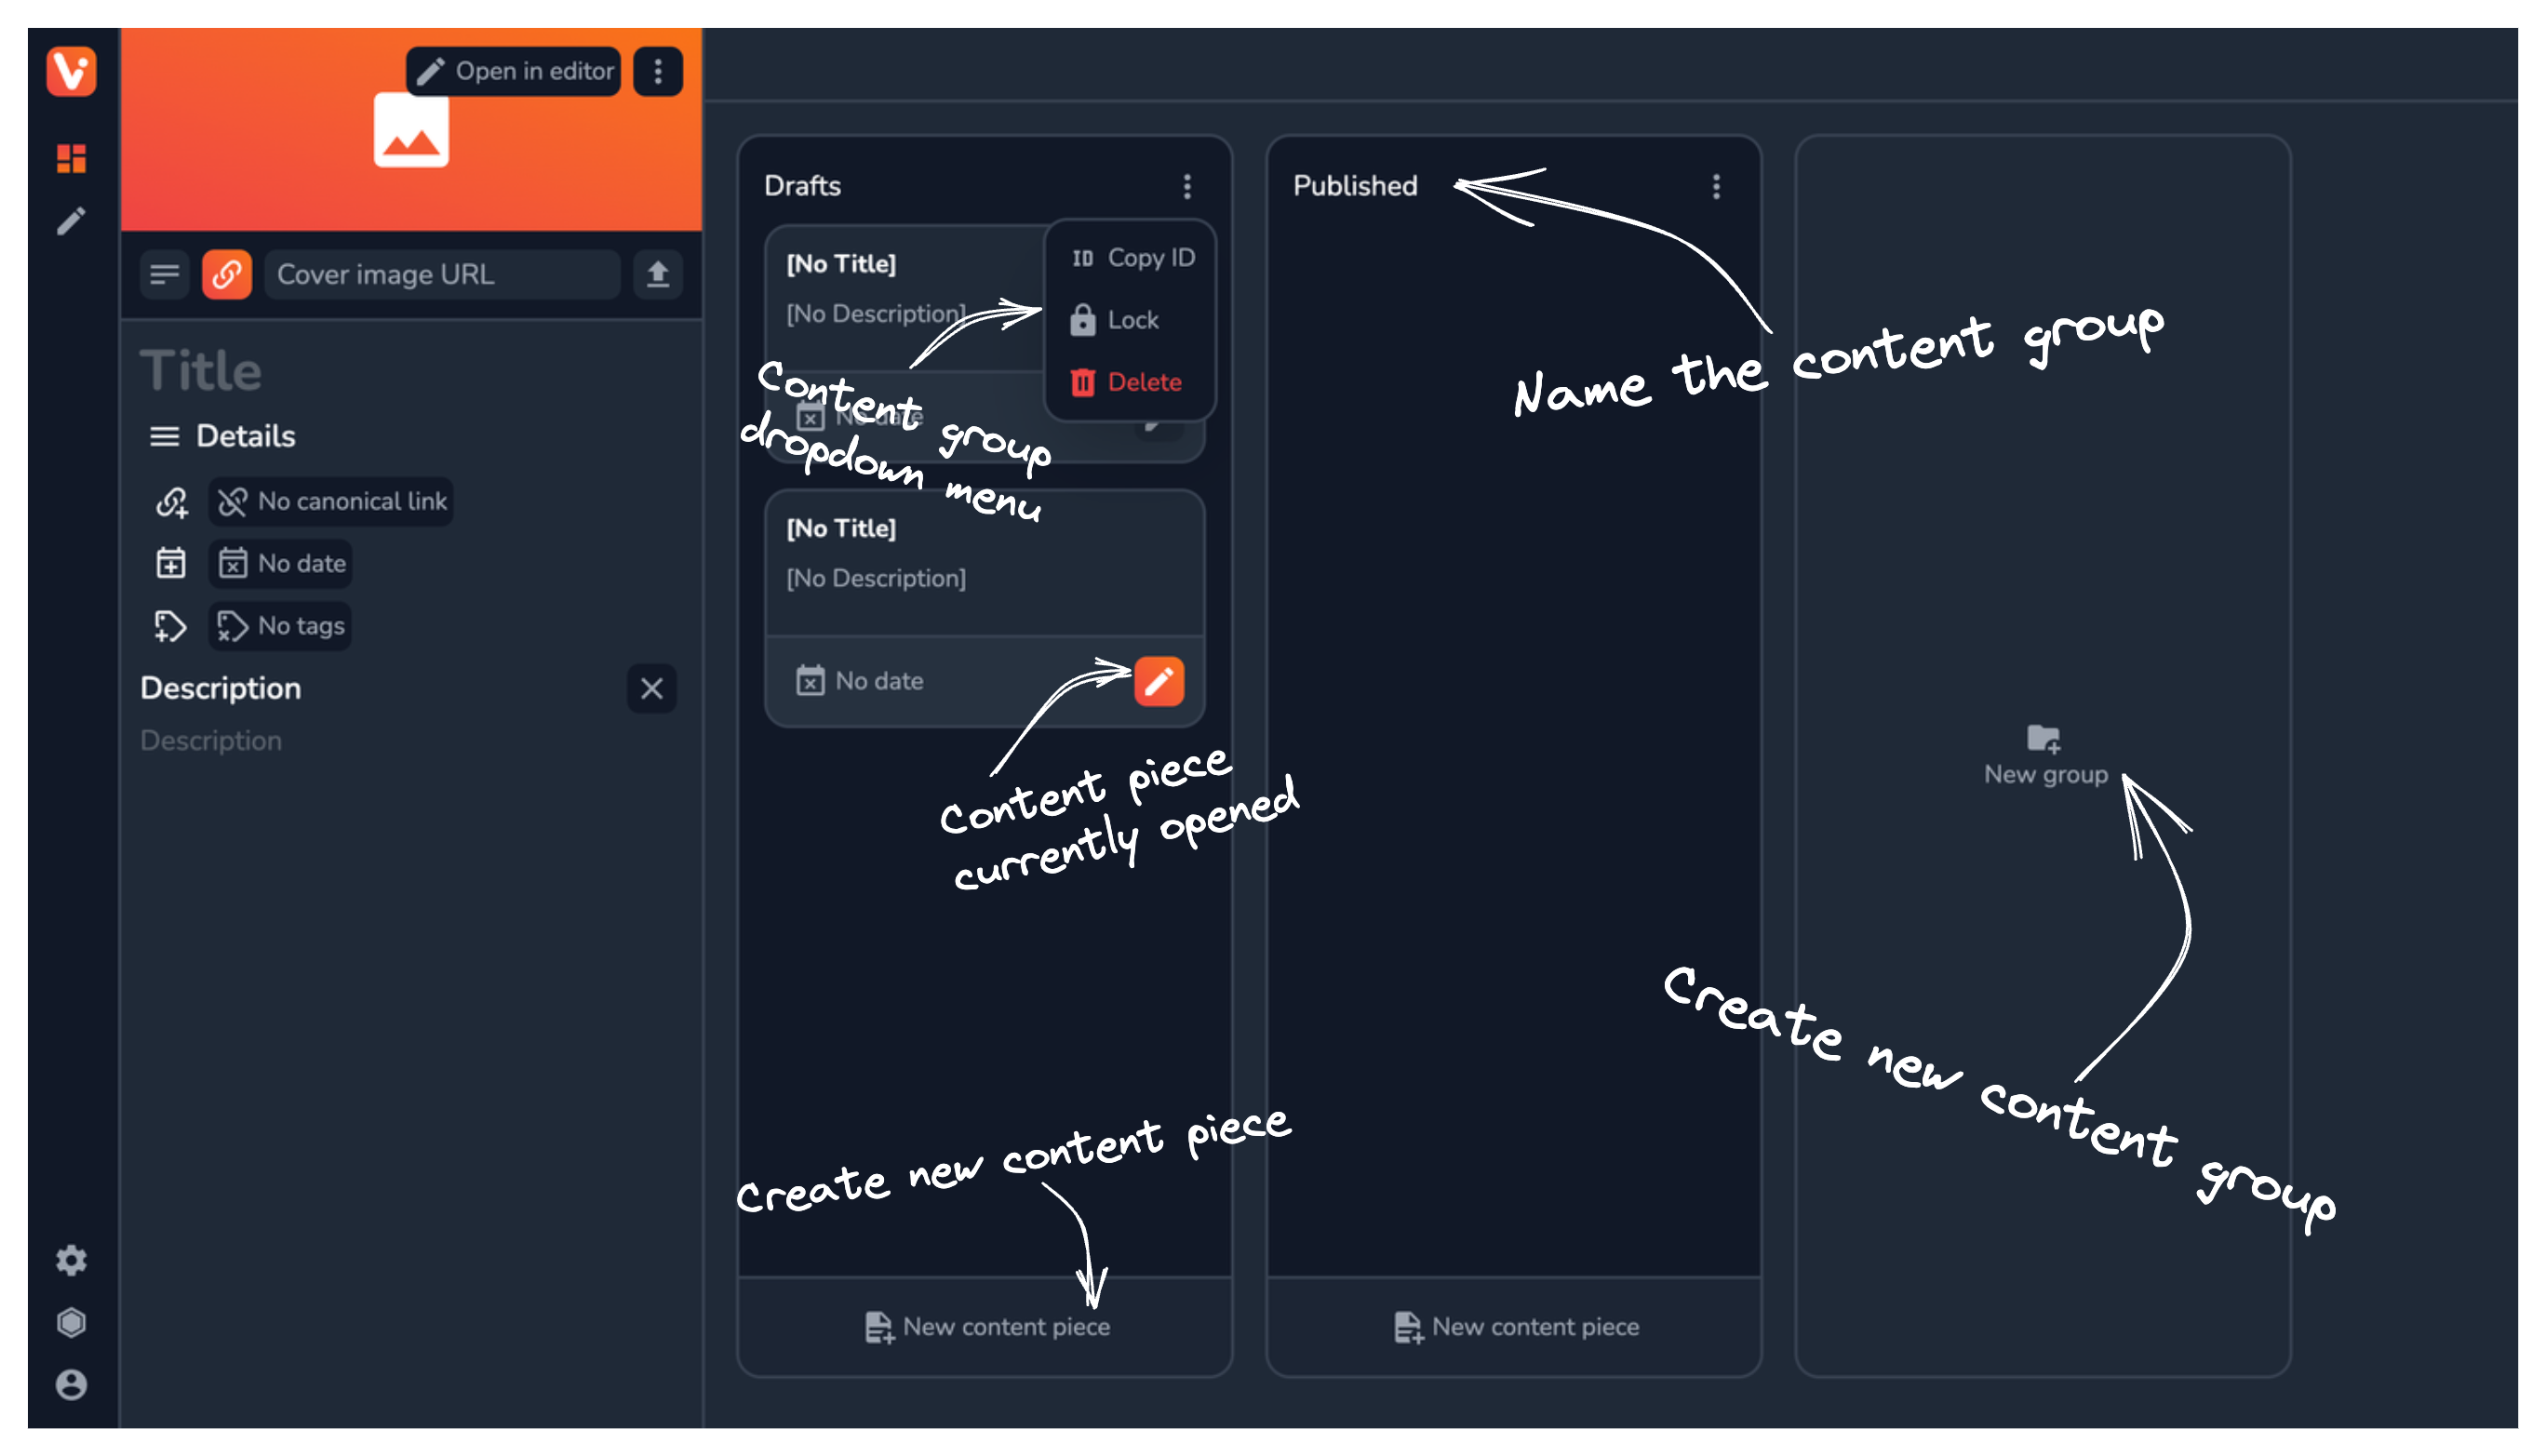 Open in editor
Cover image URL
Title
Details
No canonical link
No date
No tags
Description
Description
Drafts
[No Title]
[No Description]
No date
Copy ID
Lock
Delete
Content group
dropdown menu
[No Title]
[No Description]
No date
Content piece
currently opened
Create new content piece
New content piece
Published
Name the content group
New content piece
New group
Create new content group